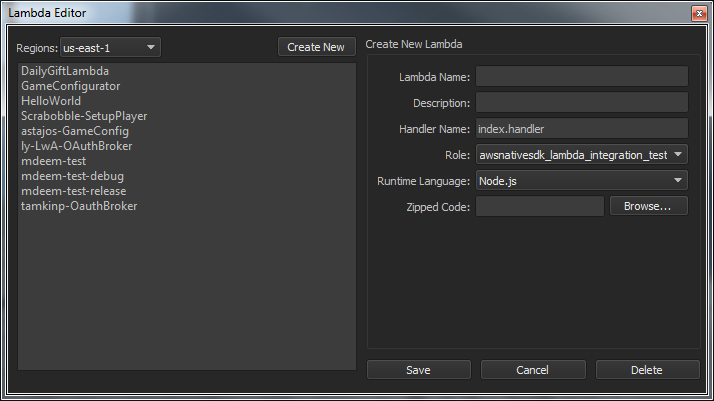 Lambda Editor
Regions: us-east-1
Create New
DailyGiftLambda
GameConfigurator
HelloWorld
Scrabobble-SetupPlayer
astajos-GameConfig
ly-LwA-OAuthBroker
mdeem-test
mdeem-test-debug
mdeem-test-release
tamkinp-OauthBroker
Create New Lambda
Lambda Name:
Description:
Handler Name: index.handler
Role: awsnativesdk_lambda_integration_test
Runtime Language: Node.js
Zipped Code: Browse...
Save Cancel Delete